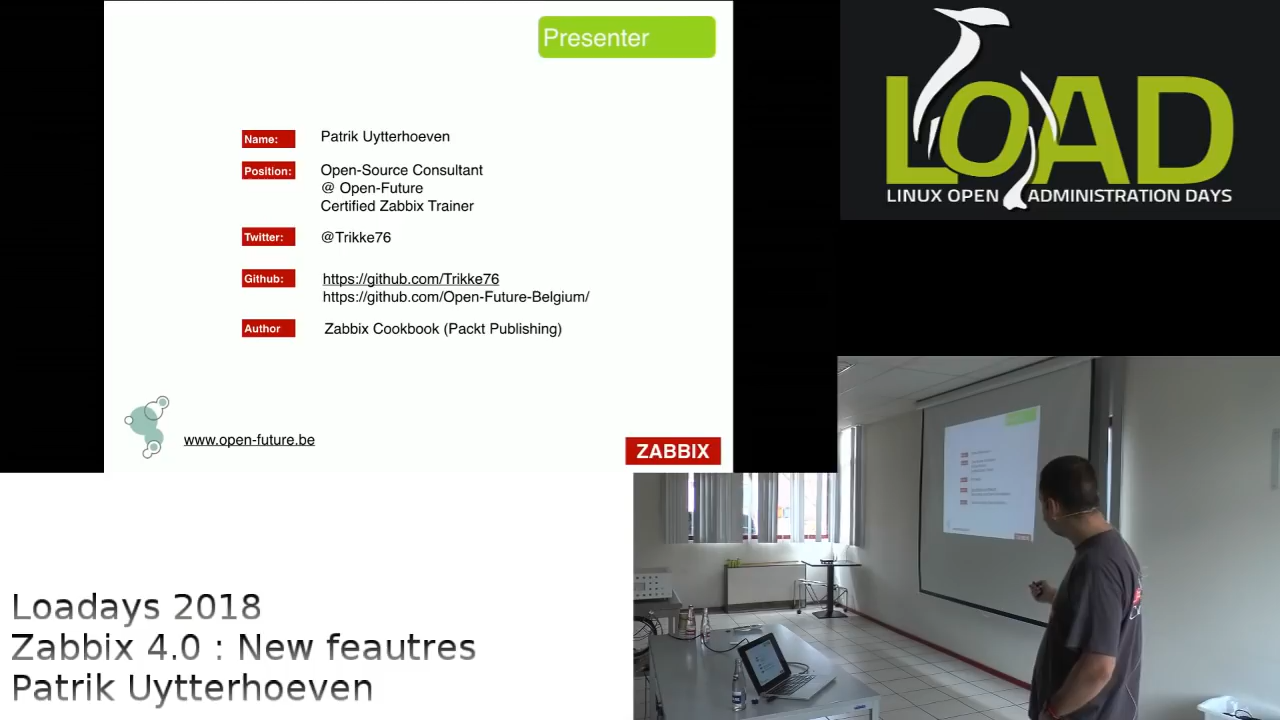 Presenter
Name: Patrik Uytterhoeven
Position: Open-Source Consultant
@ Open-Future
Certified Zabbix Trainer
Twitter: @Trikke76
Github: https://github.com/Trikke76
https://github.com/Open-Future-Belgium/
Author Zabbix Cookbook (Packt Publishing)
www.open-future.be
ZABBIX
LOAD
LINUX OPEN ADMINISTRATION DAYS
Loadays 2018
Zabbix 4.0 : New feautres
Patrik Uytterhoeven